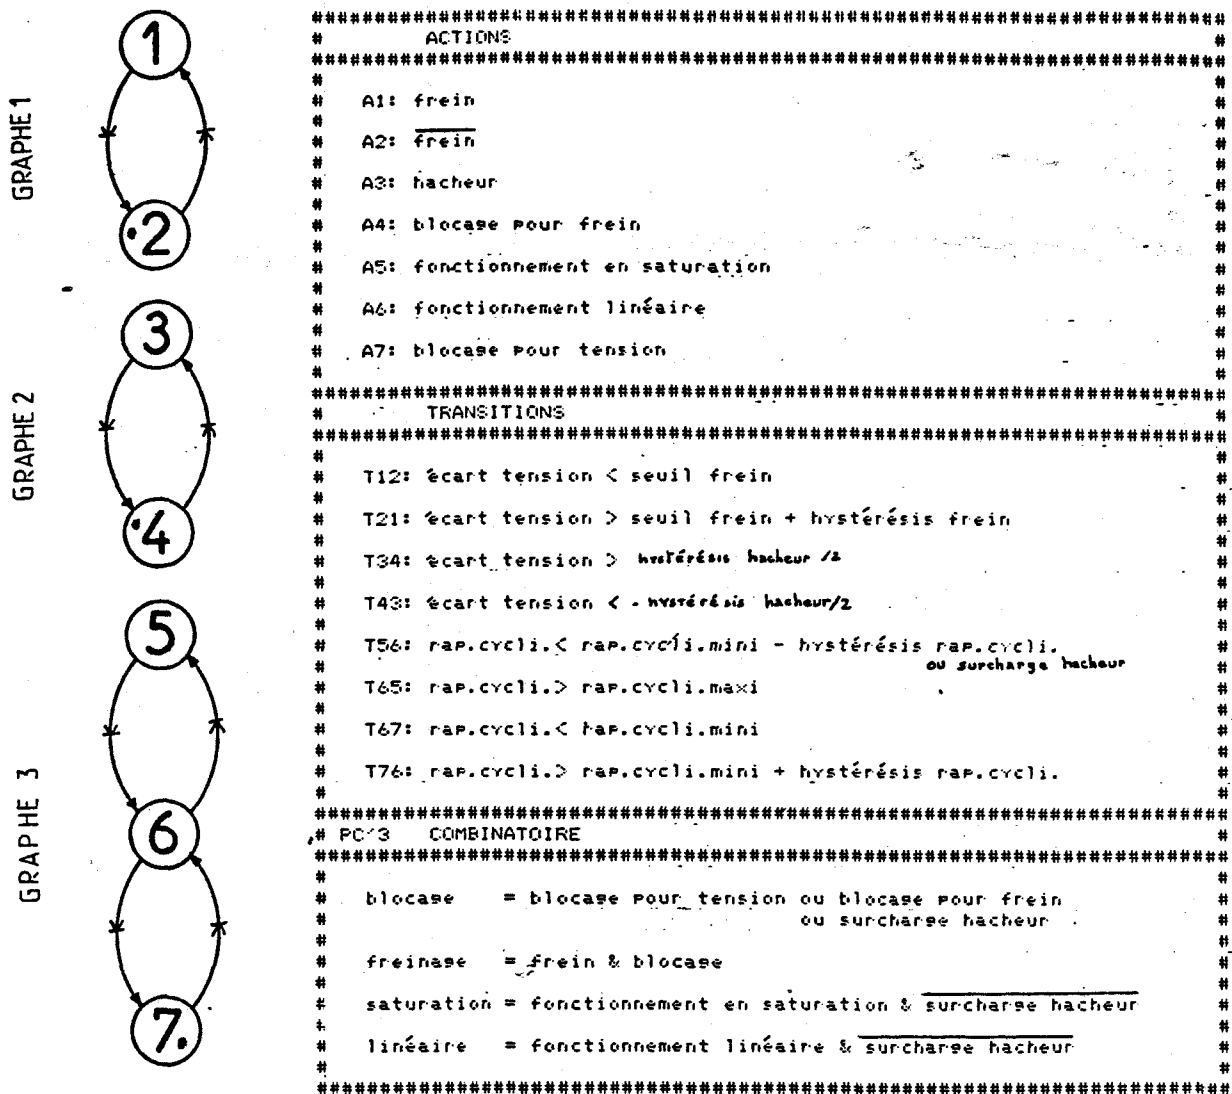 GRAPHE 1
1
2
GRAPHE 2
3
4
GRAPHE 3
5
6
7
ACTIONS
A1: frein
A2: f̅r̅e̅i̅n̅
A3: hacheur
A4: blocage pour frein
A5: fonctionnement en saturation
A6: fonctionnement linéaire
A7: blocage pour tension
TRANSITIONS
T12: écart tension < seuil frein
T21: écart tension > seuil frein + hystérésis frein
T34: écart tension > hystérésis hacheur /2
T43: écart tension < - hystérésis hacheur/2
T56: rap.cycli.< rap.cycli.mini - hystérésis rap.cycli.
ou surcharge hacheur
T65: rap.cycli.> rap.cycli.maxi
T67: rap.cycli.< rap.cycli.mini
T76: rap.cycli.> rap.cycli.mini + hystérésis rap.cycli.
PC'3 COMBINATOIRE
blocage = blocage pour tension ou blocage pour frein
ou surcharge hacheur
freinage = frein & blocage
saturation = fonctionnement en saturation & s̅u̅r̅c̅h̅a̅r̅g̅e̅ h̅a̅c̅h̅e̅u̅r̅
linéaire = fonctionnement linéaire & s̅u̅r̅c̅h̅a̅r̅g̅e̅ h̅a̅c̅h̅e̅u̅r̅